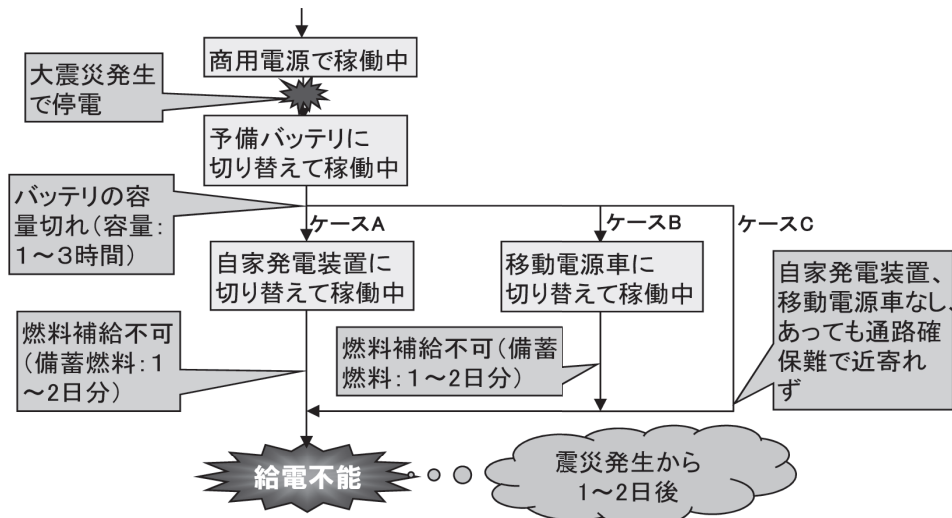 商用電源で稼働中
大震災発生
で停電
予備バッテリに
切り替えて稼働中
バッテリの容
量切れ(容量:
1~3時間)
ケースA
ケースB
ケースC
自家発電装置に
切り替えて稼働中
移動電源車に
切り替えて稼働中
自家発電装置、
移動電源車なし、
あっても通路確
保難で近寄れ
ず
燃料補給不可
(備蓄燃料:1
~2日分)
燃料補給不可(備蓄
燃料:1~2日分)
給電不能
震災発生から
1~2日後